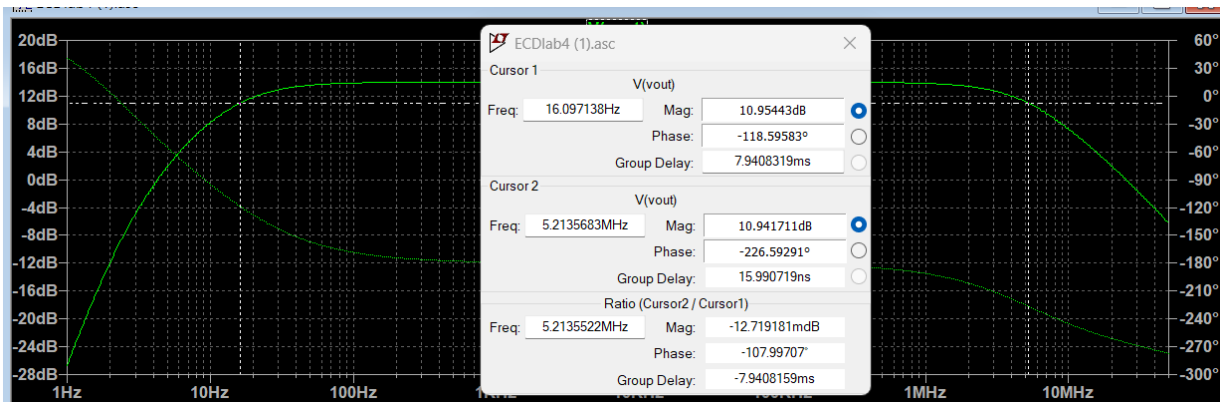 ECDlab4 (1).asc
Cursor 1
V(vout)
Freq: 16.097138Hz Mag: 10.95443dB
Phase: -118.59583°
Group Delay: 7.9408319ms
Cursor 2
V(vout)
Freq: 5.2135683MHz Mag: 10.941711dB
Phase: -226.59291°
Group Delay: 15.990719ns
Ratio (Cursor2 / Cursor1)
Freq: 5.2135522MHz Mag: -12.719181mdB
Phase: -107.99707°
Group Delay: -7.9408159ms
20dB 60°
16dB 30°
12dB 0°
8dB -30°
4dB -60°
0dB -90°
-4dB -120°
-8dB -150°
-12dB -180°
-16dB -210°
-20dB -240°
-24dB -270°
-28dB -300°
1Hz 10Hz 100Hz 1MHz 10MHz